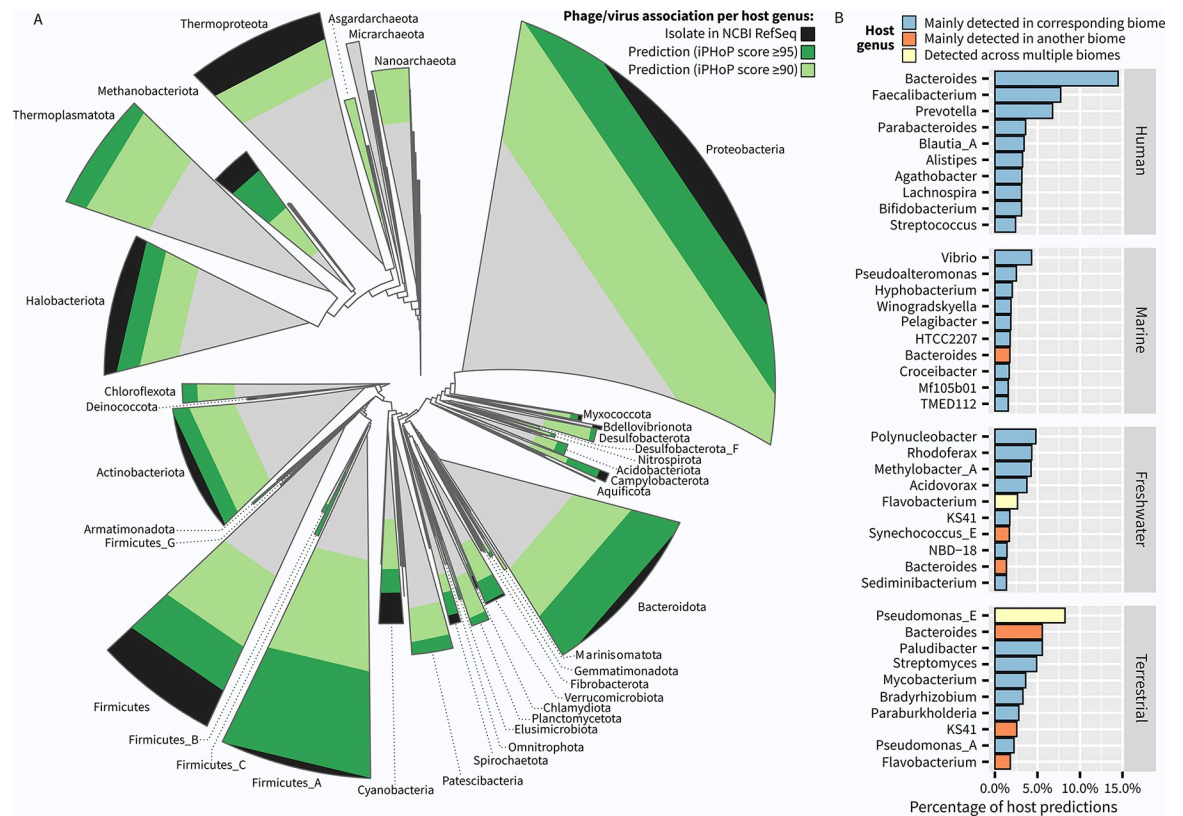 A
Phage/virus association per host genus:
Isolate in NCBI RefSeq
Prediction (iPHoP score ≥95)
Prediction (iPHoP score ≥90)
Thermoproteota
Asgardarchaeota
Micrarchaeota
Nanoarchaeota
Methanobacteriota
Thermoplasmatota
Proteobacteria
Halobacteriota
Chloroflexota
Deinococcota
Actinobacteriota
Armatimonadota
Firmicutes_G
Firmicutes
Firmicutes_B
Firmicutes_C
Firmicutes_A
Cyanobacteria
Patescibacteria
Spirochaetota
Omnitrophota
Elusimicrobiota
Planctomycetota
Chlamydiota
Verrucomicrobiota
Fibrobacterota
Gemmatimonadota
Marinisomatota
Bacteroidota
Myxococcota
Bdellovibrionota
Desulfobacterota
Desulfobacterota_F
Nitrospirota
Acidobacteriota
Campylobacterota
Aquificota
B
Host genus
Mainly detected in corresponding biome
Mainly detected in another biome
Detected across multiple biomes
Bacteroides
Faecalibacterium
Prevotella
Parabacteroides
Blautia_A
Alistipes
Agathobacter
Lachnospira
Bifidobacterium
Streptococcus
Human
Vibrio
Pseudoalteromonas
Hyphobacterium
Winogradskyella
Pelagibacter
HTCC2207
Bacteroides
Croceibacter
Mf105b01
TMED112
Marine
Polynucleobacter
Rhodoferax
Methylobacter_A
Acidovorax
Flavobacterium
KS41
Synechococcus_E
NBD−18
Bacteroides
Sediminibacterium
Freshwater
Pseudomonas_E
Bacteroides
Paludibacter
Streptomyces
Mycobacterium
Bradyrhizobium
Paraburkholderia
KS41
Pseudomonas_A
Flavobacterium
Terrestrial
0.0% 5.0% 10.0% 15.0%
Percentage of host predictions